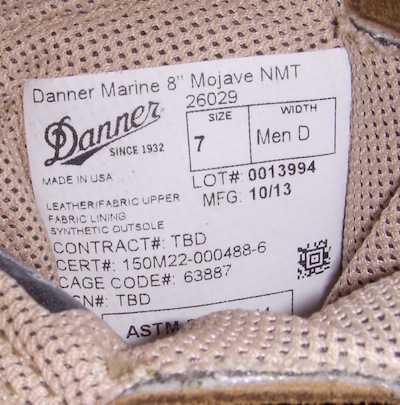 Danner Marine 8" Mojave NMT
26029
Danner
SINCE 1932
SIZE
7
WIDTH
Men D
MADE IN USA
LOT#: 0013994
MFG: 10/13
LEATHER/FABRIC UPPER
FABRIC LINING
SYNTHETIC OUTSOLE
CONTRACT#: TBD
CERT#: 150M22-000488-6
CAGE CODE#: 63887
SN#: TBD
ASTM